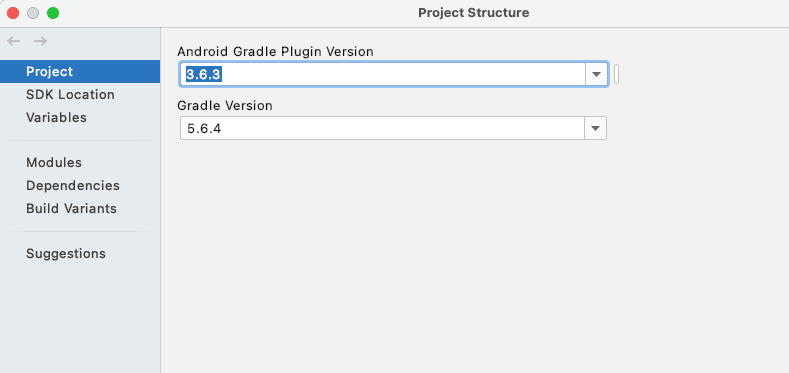 Project Structure
Project
SDK Location
Variables
Modules
Dependencies
Build Variants
Suggestions
Android Gradle Plugin Version
3.6.3
Gradle Version
5.6.4